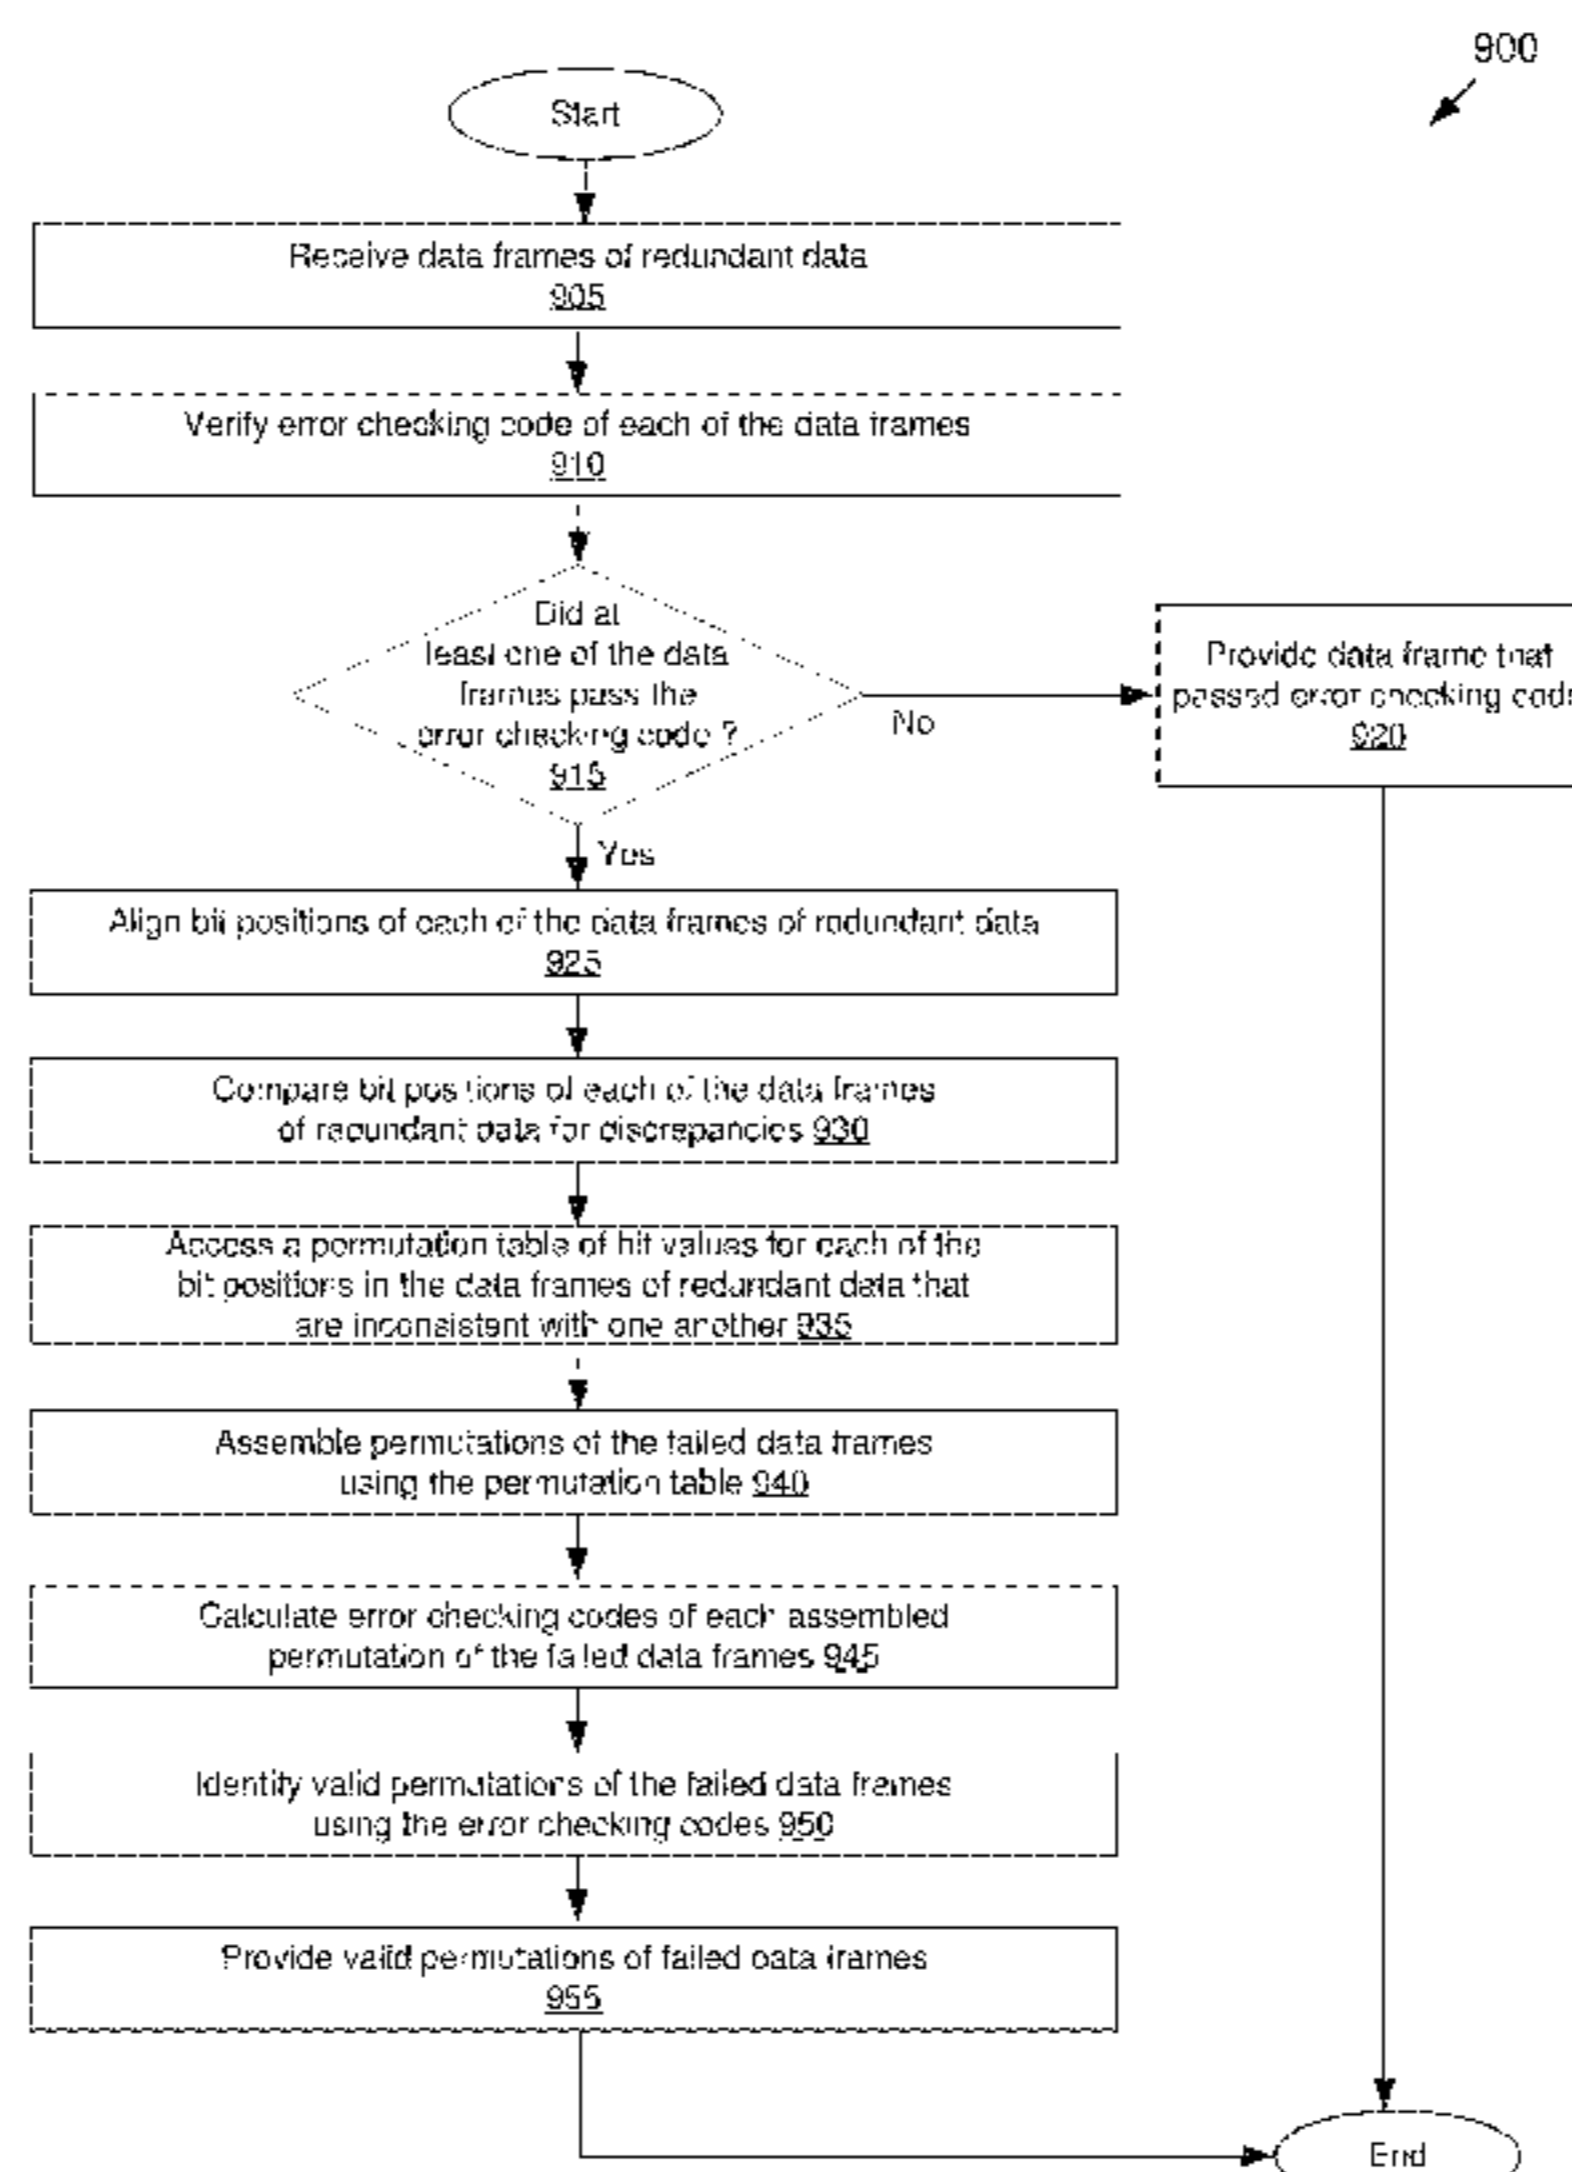 900
Start
Receive data frames of redundant data
905
Verify error checking code of each of the data frames
910
Did at
least one of the data
frames pass the
error checking code ?
915
No
Provide data frame that
passed error checking code
920
Yes
Align bit positions of each of the data frames of redundant data
925
Compare bit positions of each of the data frames
of redundant data for discrepancies 930
Access a permutation table of bit values for each of the
bit positions in the data frames of redundant data that
are inconsistent with one another 935
Assemble permutations of the failed data frames
using the permutation table 940
Calculate error checking codes of each assembled
permutation of the failed data frames 945
Identify valid permutations of the failed data frames
using the error checking codes 950
Provide valid permutations of failed data frames
955
End